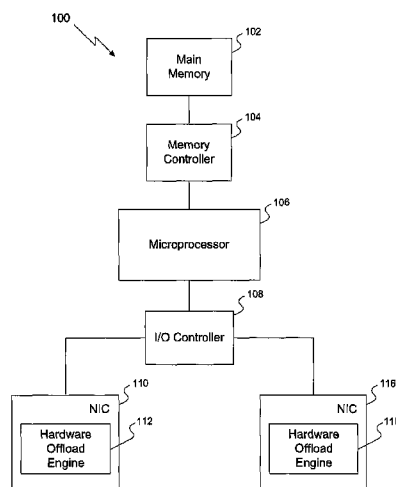 100
102
Main
Memory
104
Memory
Controller
106
Microprocessor
108
I/O Controller
110
NIC
112
Hardware
Offload
Engine
116
NIC
Hardware
Offload
Engine